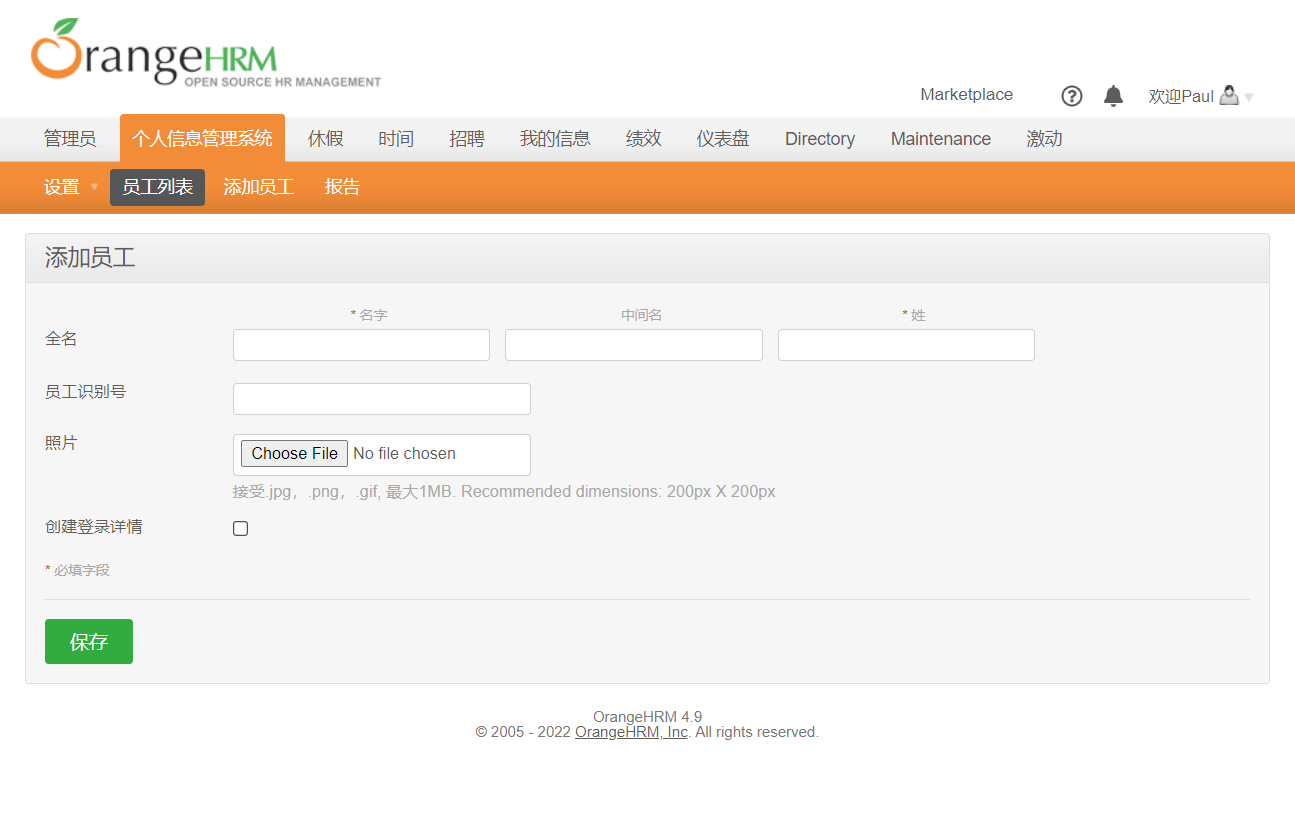 OrangeHRM
OPEN SOURCE HR MANAGEMENT
Marketplace ? 欢迎Paul
管理员 个人信息管理系统 休假 时间 招聘 我的信息 绩效 仪表盘 Directory Maintenance 激动
设置 员工列表 添加员工 报告
添加员工
* 名字 中间名 * 姓
全名
员工识别号
照片 Choose File No file chosen
接受.jpg，.png，.gif, 最大1MB. Recommended dimensions: 200px X 200px
创建登录详情
* 必填字段
保存
OrangeHRM 4.9
© 2005 - 2022 OrangeHRM, Inc. All rights reserved.